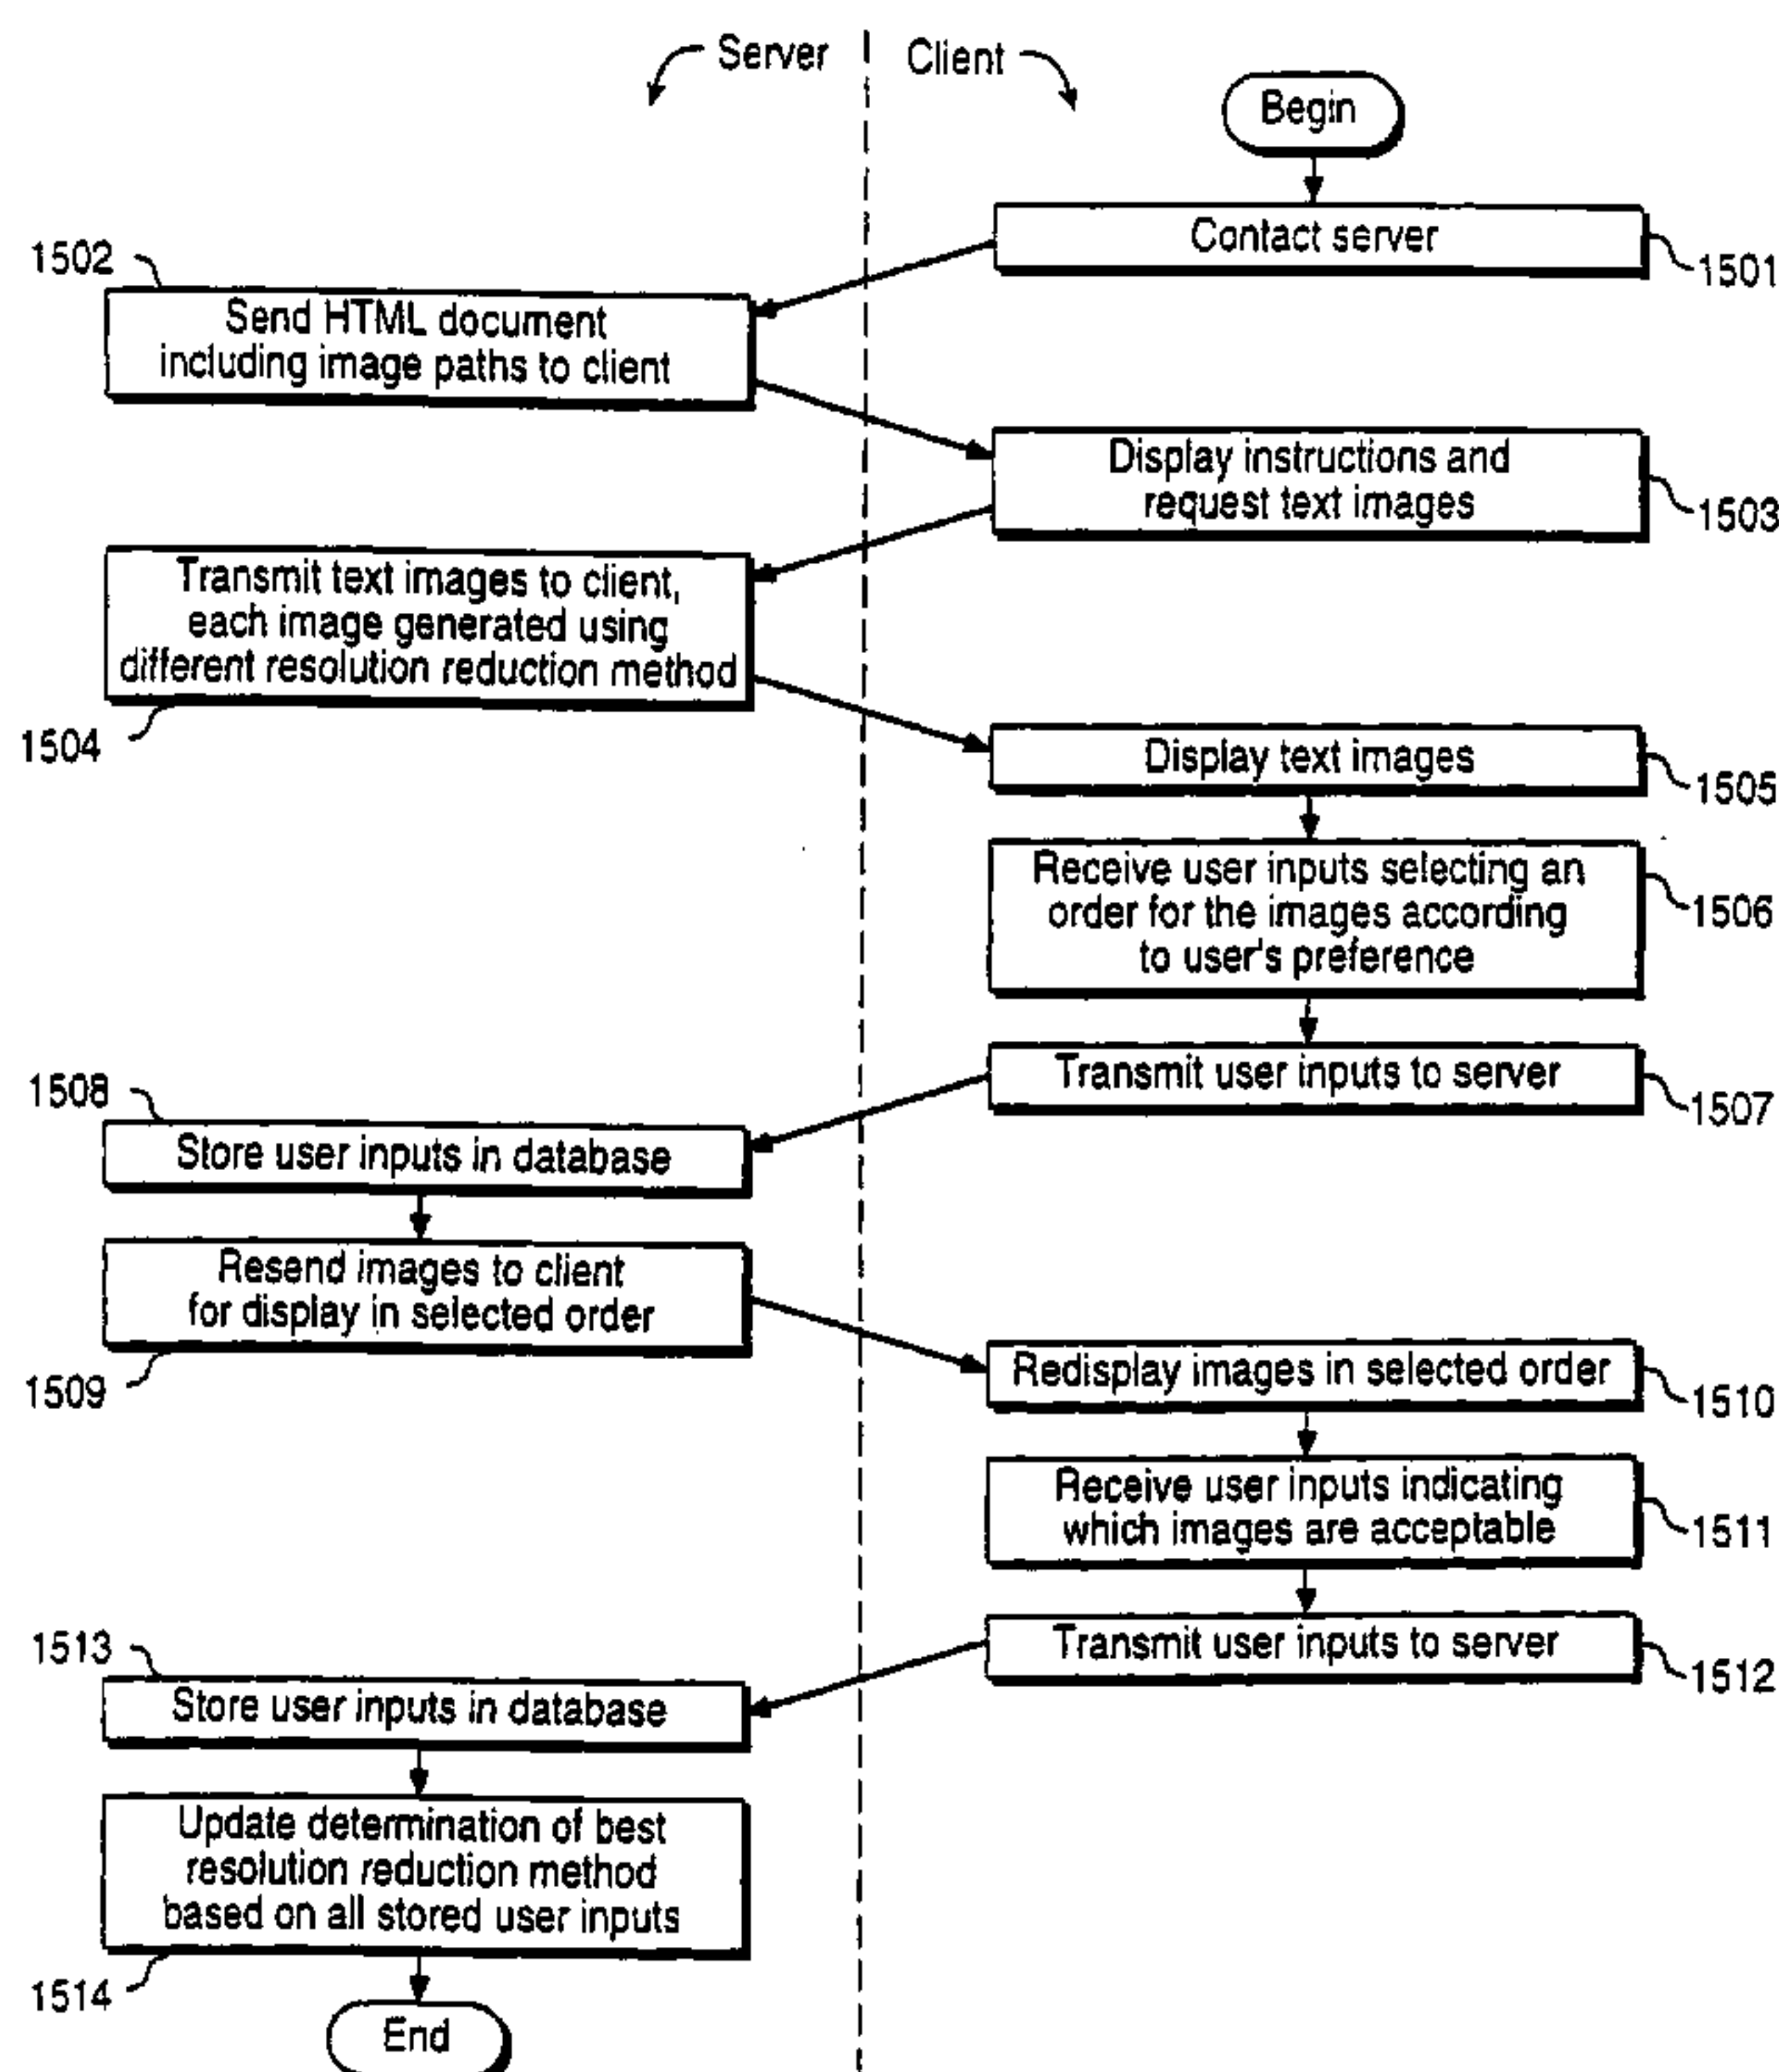 Server
Client
Begin
Contact server
1501
1502
Send HTML document
including image paths to client
Display instructions and
request text images
1503
Transmit text images to client,
each image generated using
different resolution reduction method
1504
Display text images
1505
Receive user inputs selecting an
order for the images according
to user's preference
1506
Transmit user inputs to server
1507
1508
Store user inputs in database
Resend images to client
for display in selected order
1509
Redisplay images in selected order
1510
Receive user inputs indicating
which images are acceptable
1511
Transmit user inputs to server
1512
1513
Store user inputs in database
Update determination of best
resolution reduction method
based on all stored user inputs
1514
End